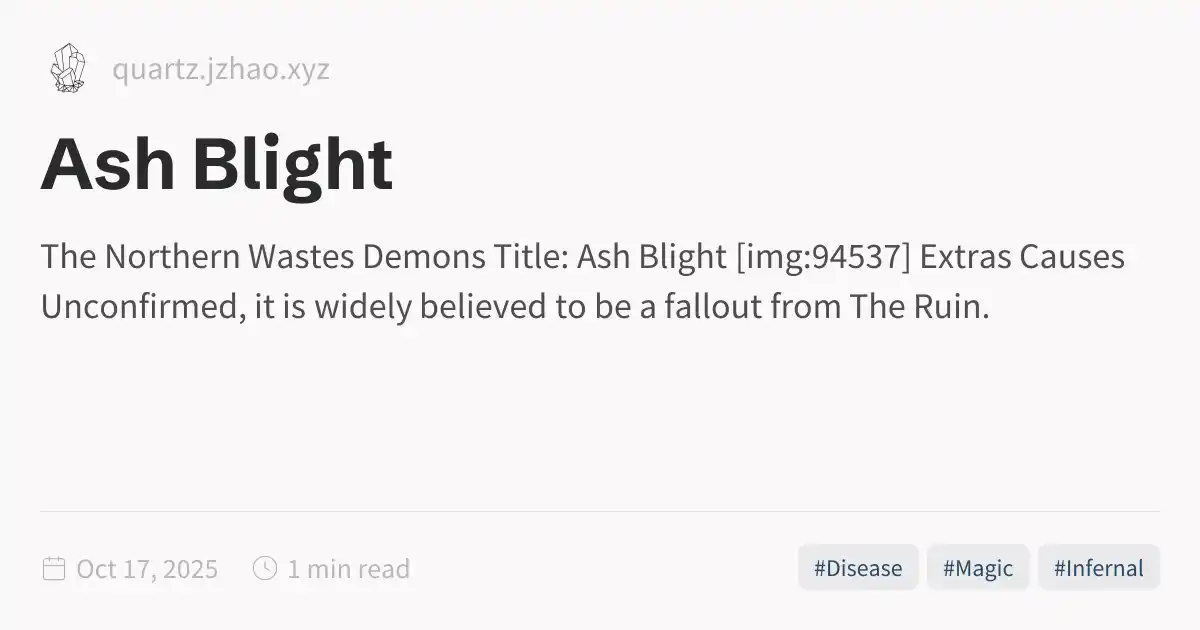 quartz.jzhao.xyz
Ash Blight
The Northern Wastes Demons Title: Ash Blight [img:94537] Extras Causes
Unconfirmed, it is widely believed to be a fallout from The Ruin.
Oct 17, 2025 1 min read #Disease #Magic #Infernal